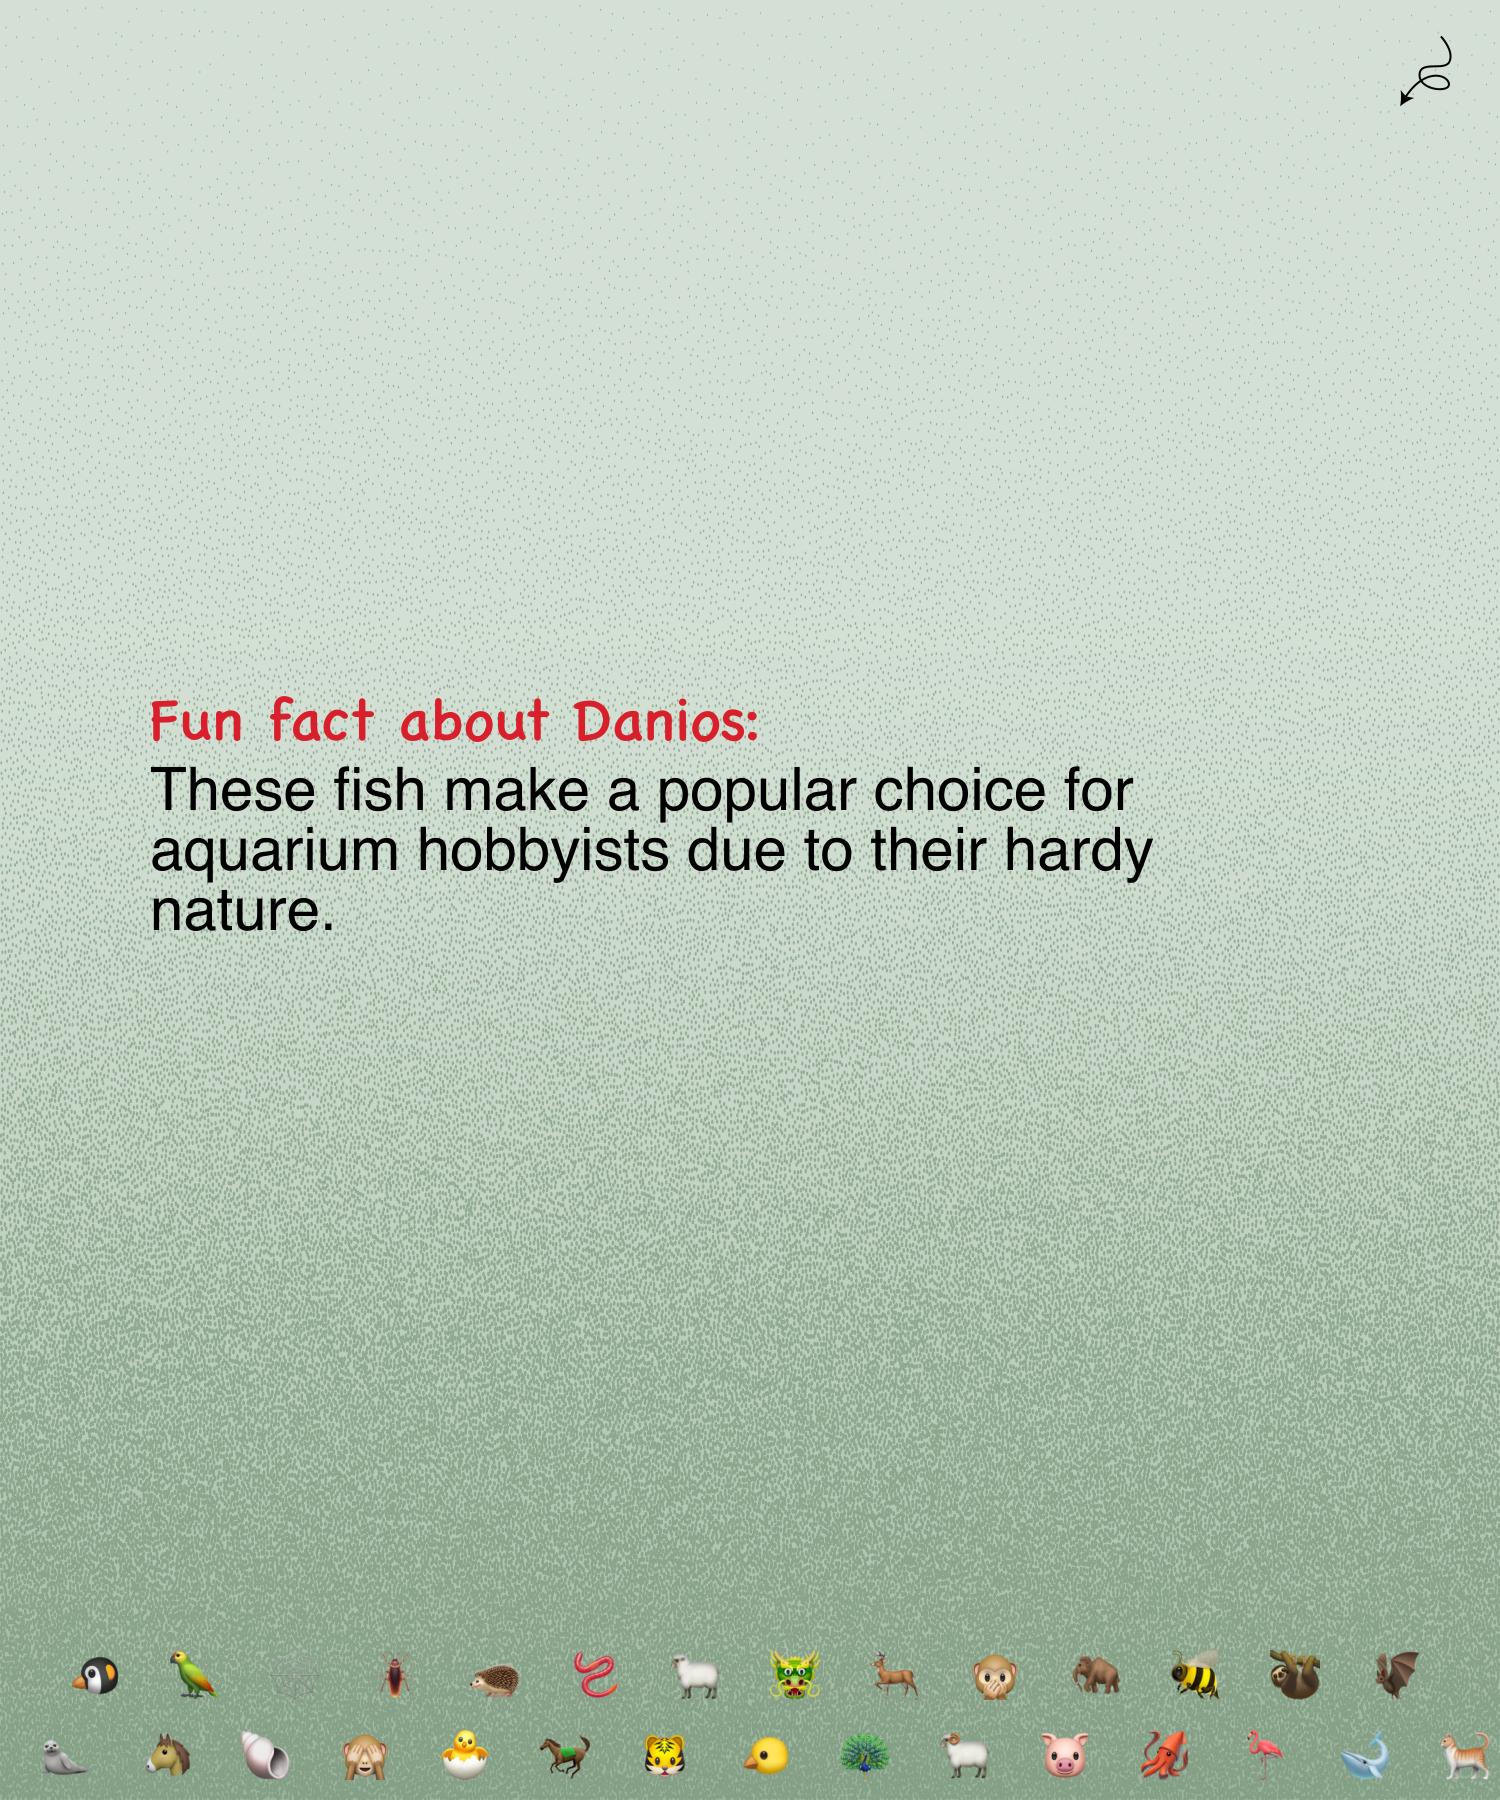 Fun fact about Danios:
These fish make a popular choice for
aquarium hobbyists due to their hardy
nature.